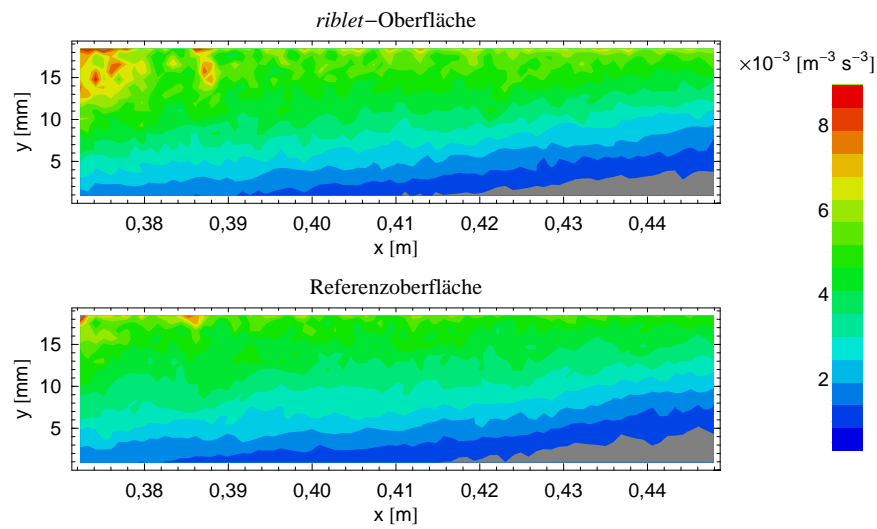 riblet–Oberfläche
×10⁻³ [m⁻³ s⁻³]
15
10
5
y [mm]
0,38 0,39 0,40 0,41 0,42 0,43 0,44
x [m]
8
6
4
2
Referenzoberfläche
15
10
5
y [mm]
0,38 0,39 0,40 0,41 0,42 0,43 0,44
x [m]